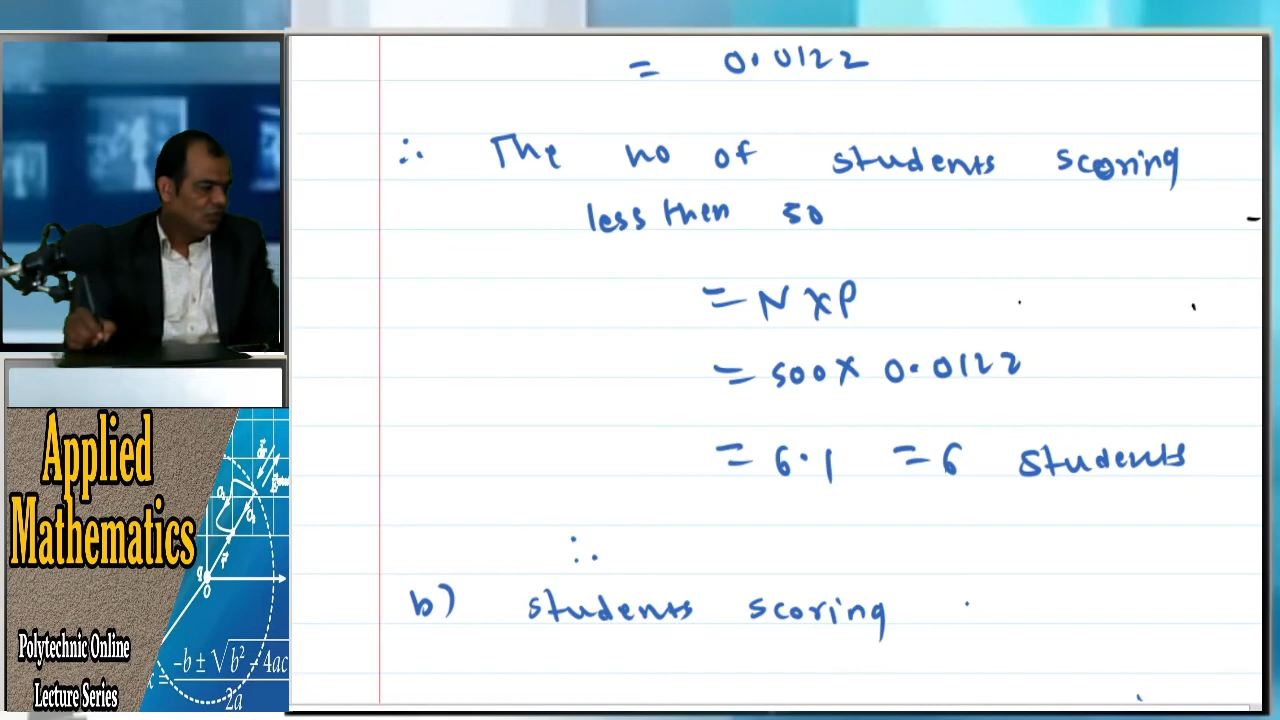 = 0.0122
∴ The no of students scoring
less then 50
= N x P
= 500 x 0.0122
= 6.1 = 6 students
∴
b) students scoring
Applied
Mathematics
Polytechnic Online
Lecture Series
-b ± √b² - 4ac
2a